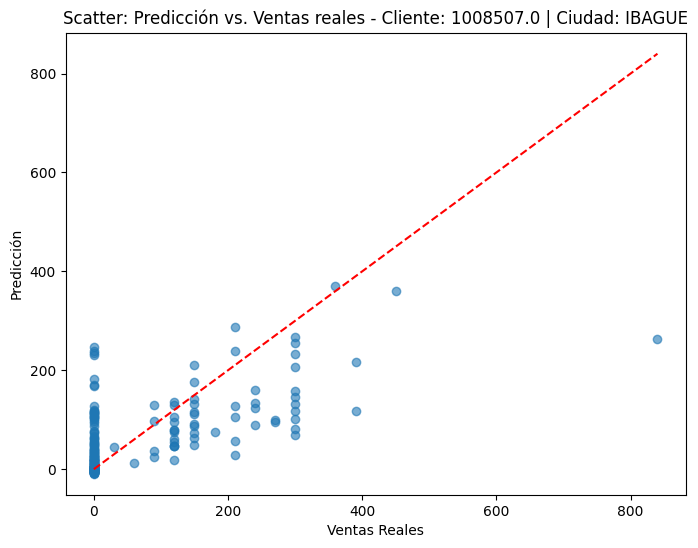 Scatter: Predicción vs. Ventas reales - Cliente: 1008507.0 | Ciudad: IBAGUE
800
600
400
200
0
Predicción
0 200 400 600 800
Ventas Reales